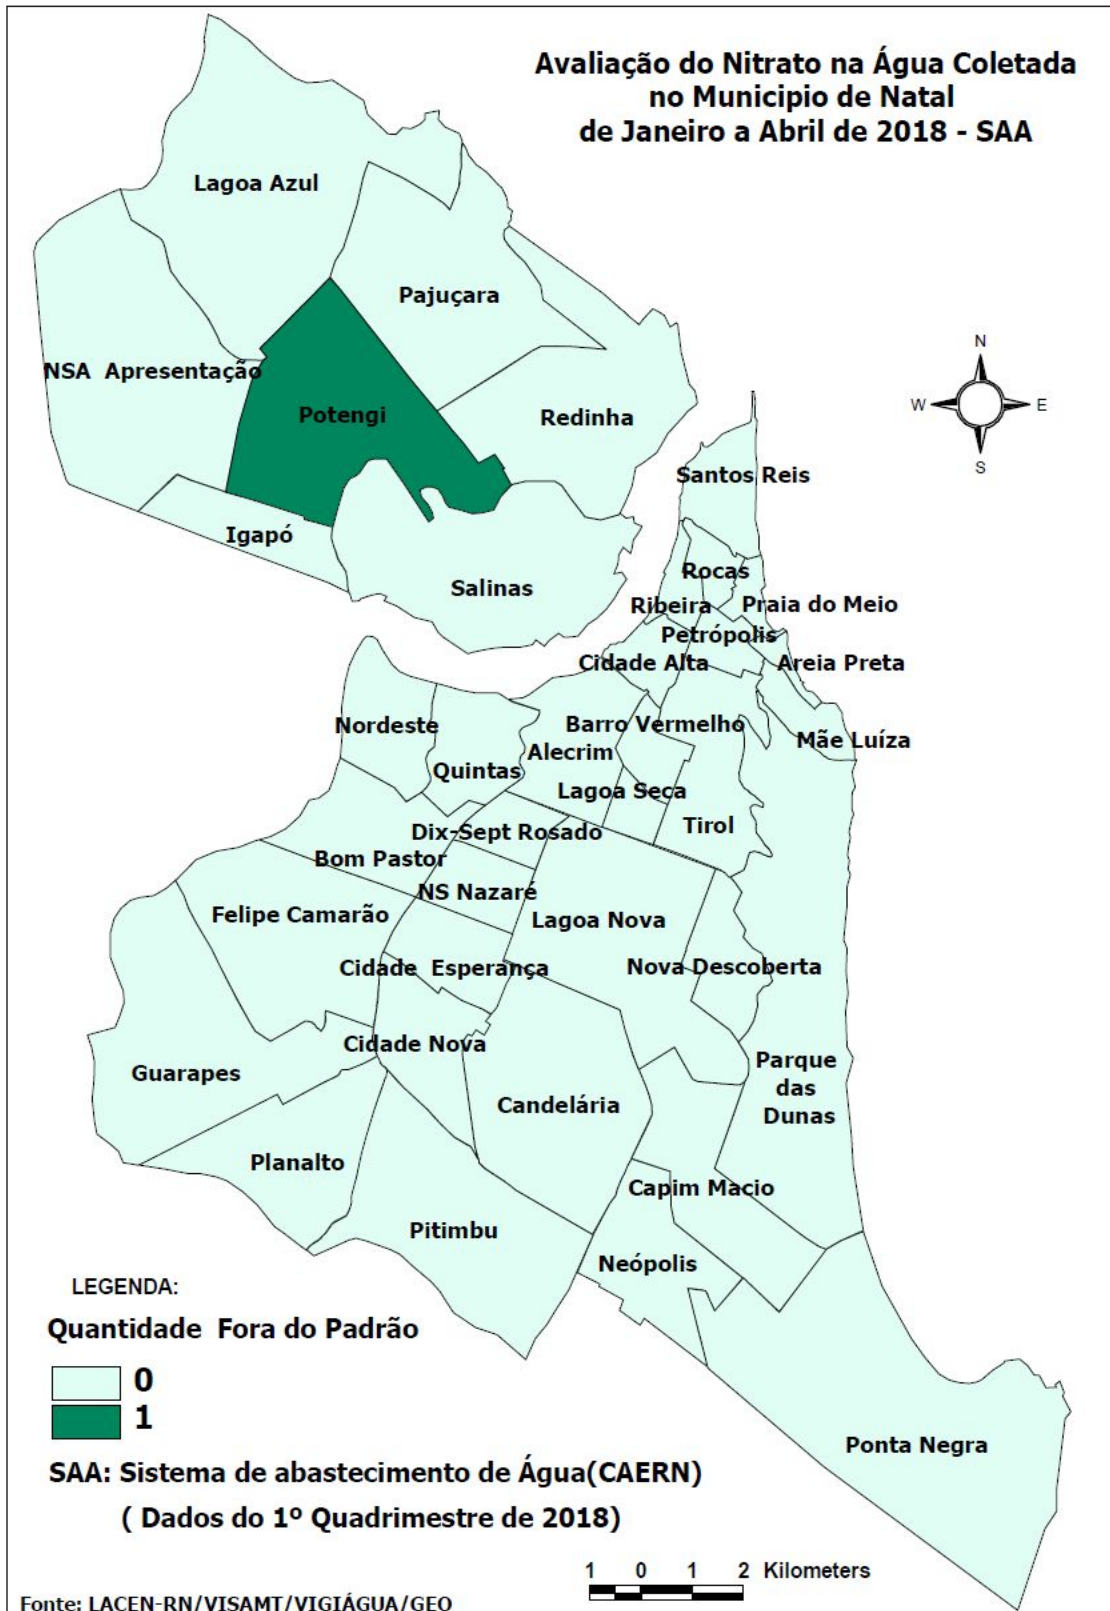 Avaliação do Nitrato na Água Coletada
no Municipio de Natal
de Janeiro a Abril de 2018 - SAA
Lagoa Azul
Pajuçara
NSA  Apresentação
Potengi
Redinha
N
W
E
S
Santos Reis
Igapó
Rocas
Salinas
Ribeira
Praia do Meio
Petrópolis
Cidade Alta
Areia Preta
Nordeste
Barro Vermelho
Mãe Luíza
Alecrim
Quintas
Lagoa Seca
Tirol
Dix-Sept Rosado
Bom Pastor
NS Nazaré
Felipe Camarão
Lagoa Nova
Cidade  Esperança
Nova Descoberta
Cidade Nova
Guarapes
Parque
das
Dunas
Candelária
Planalto
Capim Macio
Pitimbu
Neópolis
Ponta Negra
LEGENDA:
Quantidade  Fora do Padrão
0
1
SAA: Sistema de abastecimento de Água(CAERN)
( Dados do 1º Quadrimestre de 2018)
1 0 1 2 Kilometers
Fonte: LACEN-RN/VISAMT/VIGIÁGUA/GEO